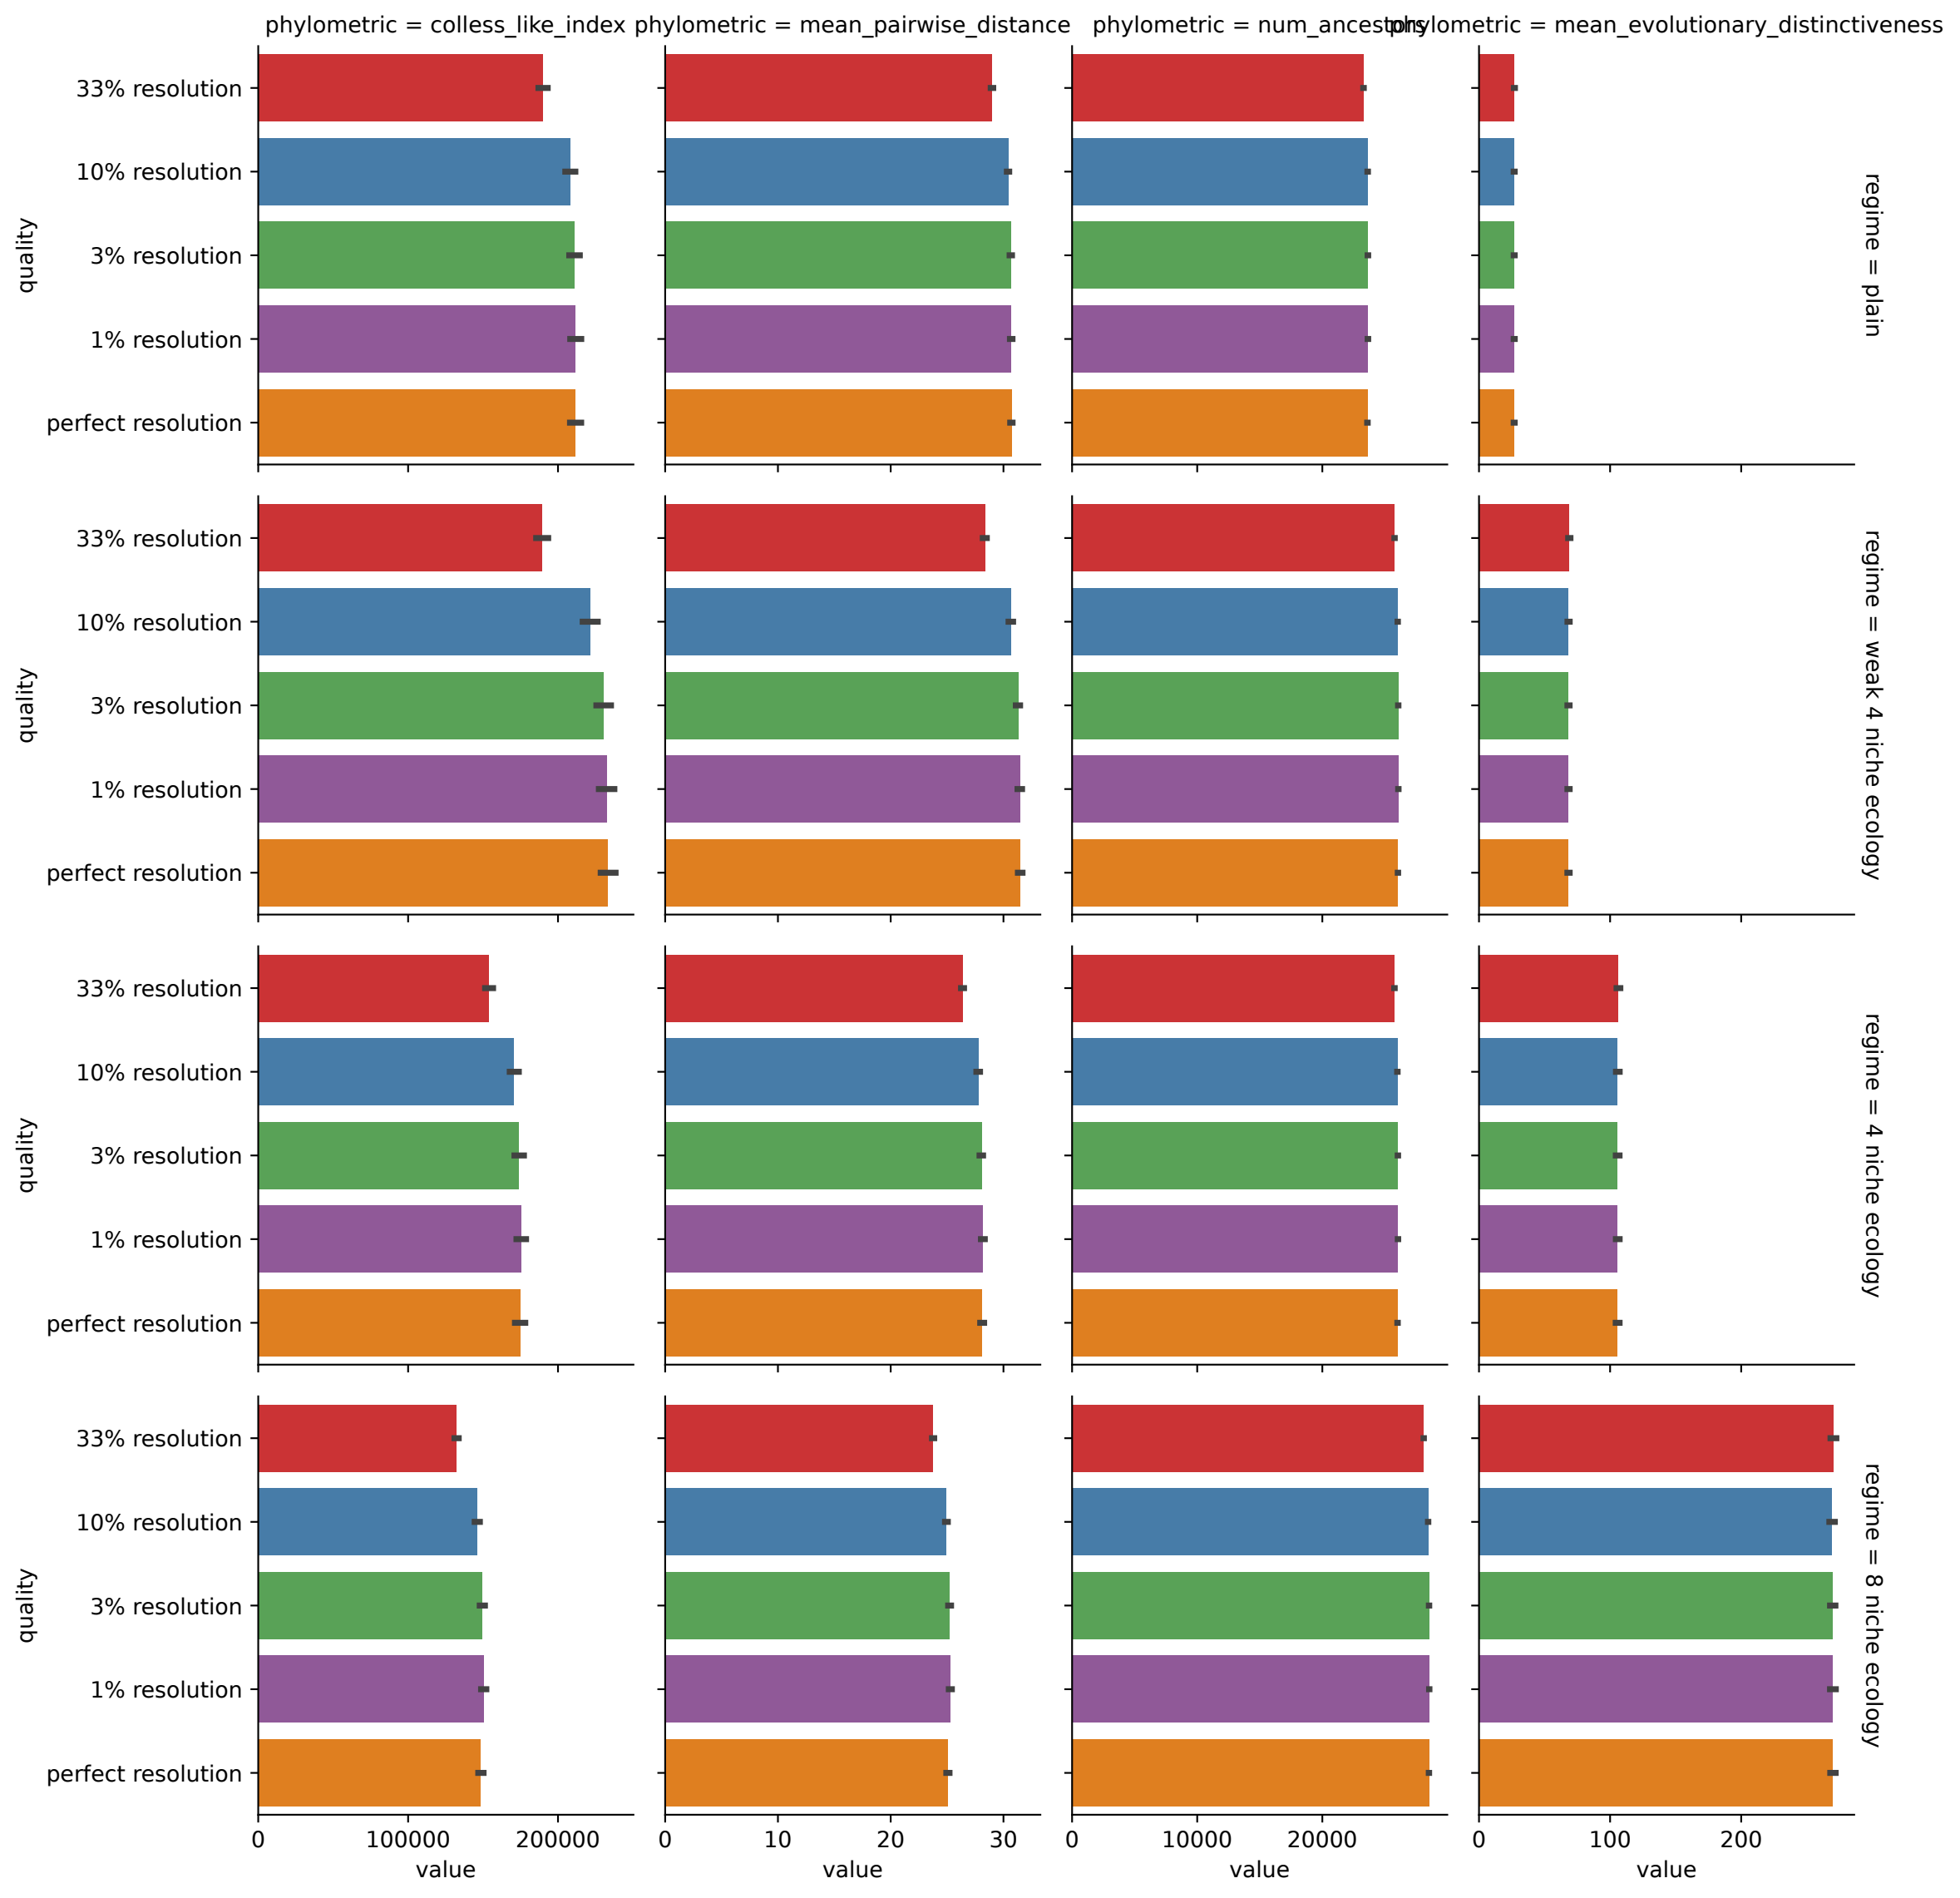 phylometric = colless_like_index
phylometric = mean_pairwise_distance
phylometric = num_ancestors
phylometric = mean_evolutionary_distinctiveness
quality
33% resolution
10% resolution
3% resolution
1% resolution
perfect resolution
regime = plain
quality
33% resolution
10% resolution
3% resolution
1% resolution
perfect resolution
regime = weak 4 niche ecology
quality
33% resolution
10% resolution
3% resolution
1% resolution
perfect resolution
regime = 4 niche ecology
quality
33% resolution
10% resolution
3% resolution
1% resolution
perfect resolution
regime = 8 niche ecology
0 100000 200000
value
0 10 20 30
value
0 10000 20000
value
0 100 200
value